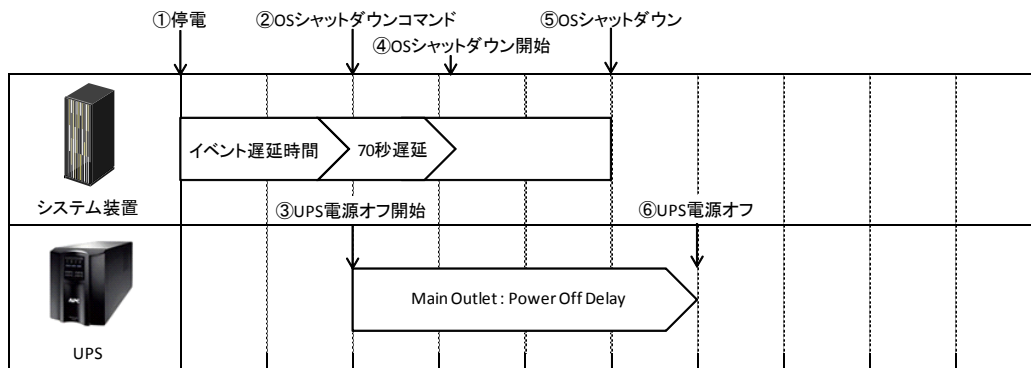 ①停電
②OSシャットダウンコマンド
⑤OSシャットダウン
④OSシャットダウン開始
イベント遅延時間
70秒遅延
システム装置
③UPS電源オフ開始
⑥UPS電源オフ
Main Outlet : Power Off Delay
APC
UPS